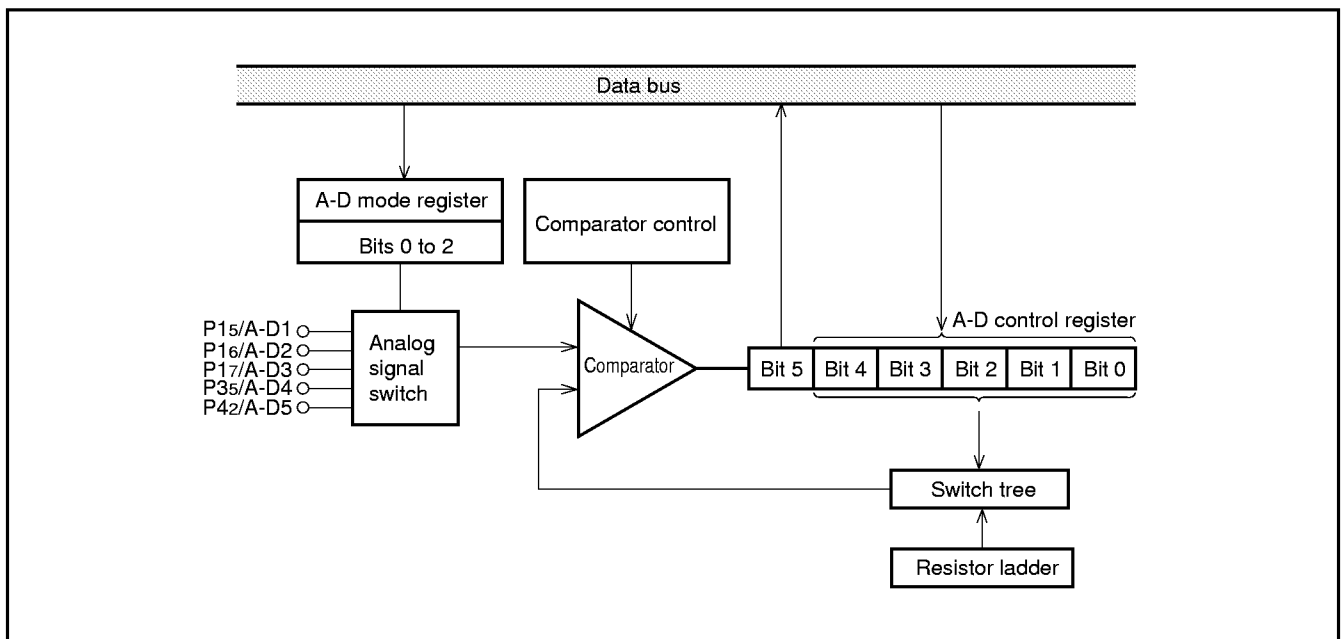 Data bus
A-D mode register
Bits 0 to 2
Comparator control
P15/A-D1
P16/A-D2
P17/A-D3
P35/A-D4
P42/A-D5
Analog
signal
switch
Comparator
A-D control register
Bit 5 Bit 4 Bit 3 Bit 2 Bit 1 Bit 0
Switch tree
Resistor ladder